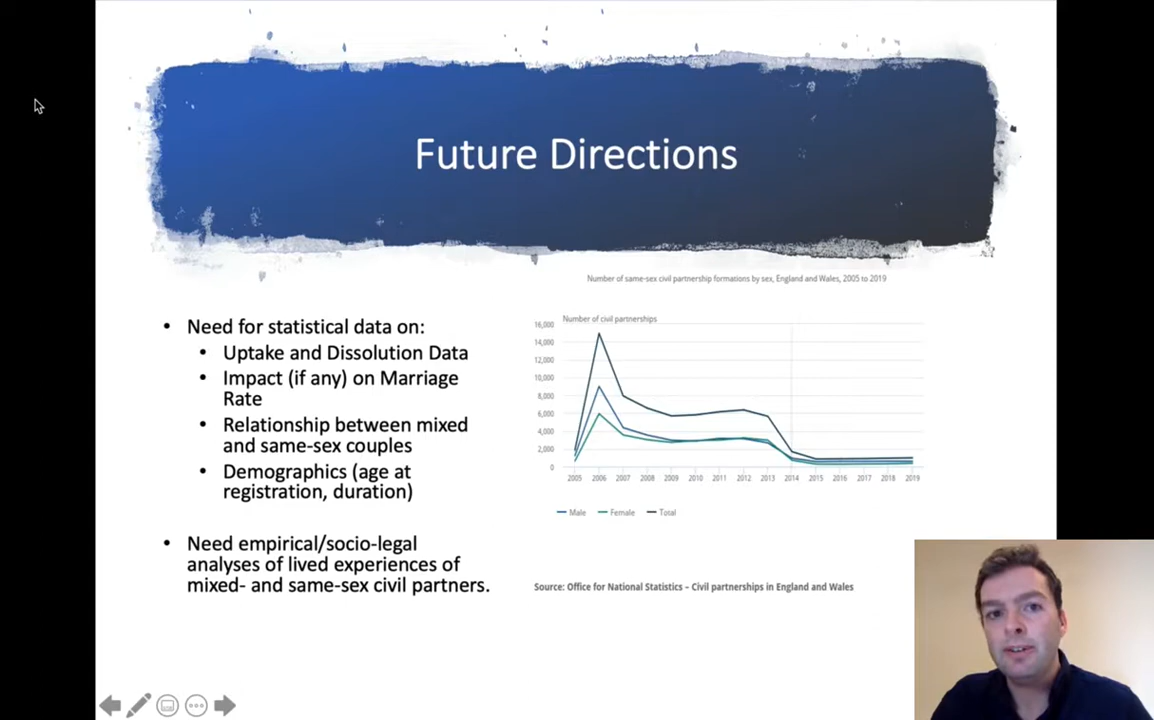 Future Directions
Number of same-sex civil partnership formations by sex, England and Wales, 2005 to 2019
• Need for statistical data on:
• Uptake and Dissolution Data
• Impact (if any) on Marriage
Rate
• Relationship between mixed
and same-sex couples
• Demographics (age at
registration, duration)
• Need empirical/socio-legal
analyses of lived experiences of
mixed- and same-sex civil partners.
Number of civil partnerships
16,000
14,000
12,000
10,000
8,000
6,000
4,000
2,000
0
2005 2006 2007 2008 2009 2010 2011 2012 2013 2014 2015 2016 2017 2018 2019
Male Female Total
Source: Office for National Statistics – Civil partnerships in England and Wales